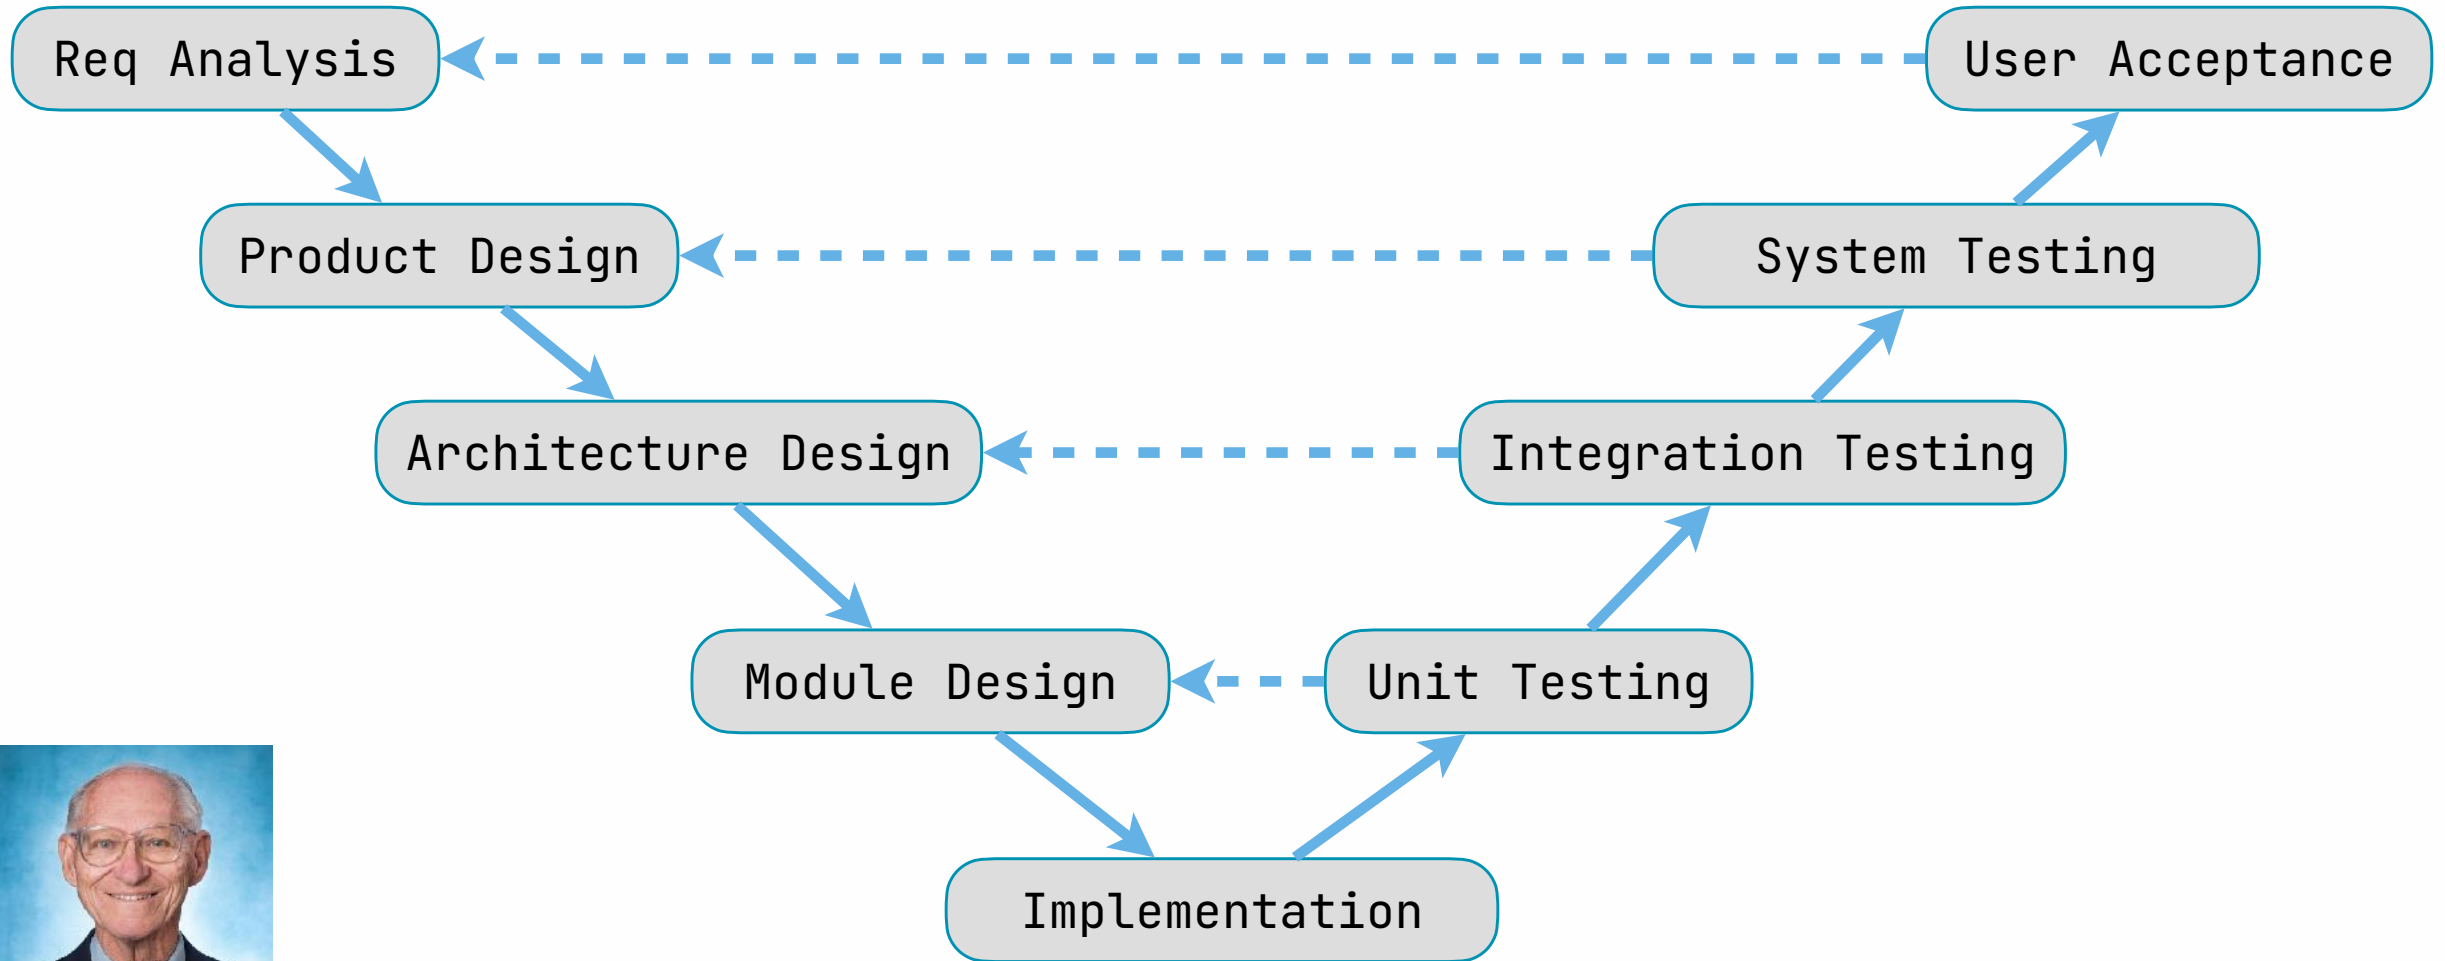 Req Analysis
User Acceptance
Product Design
System Testing
Architecture Design
Integration Testing
Module Design
Unit Testing
Implementation